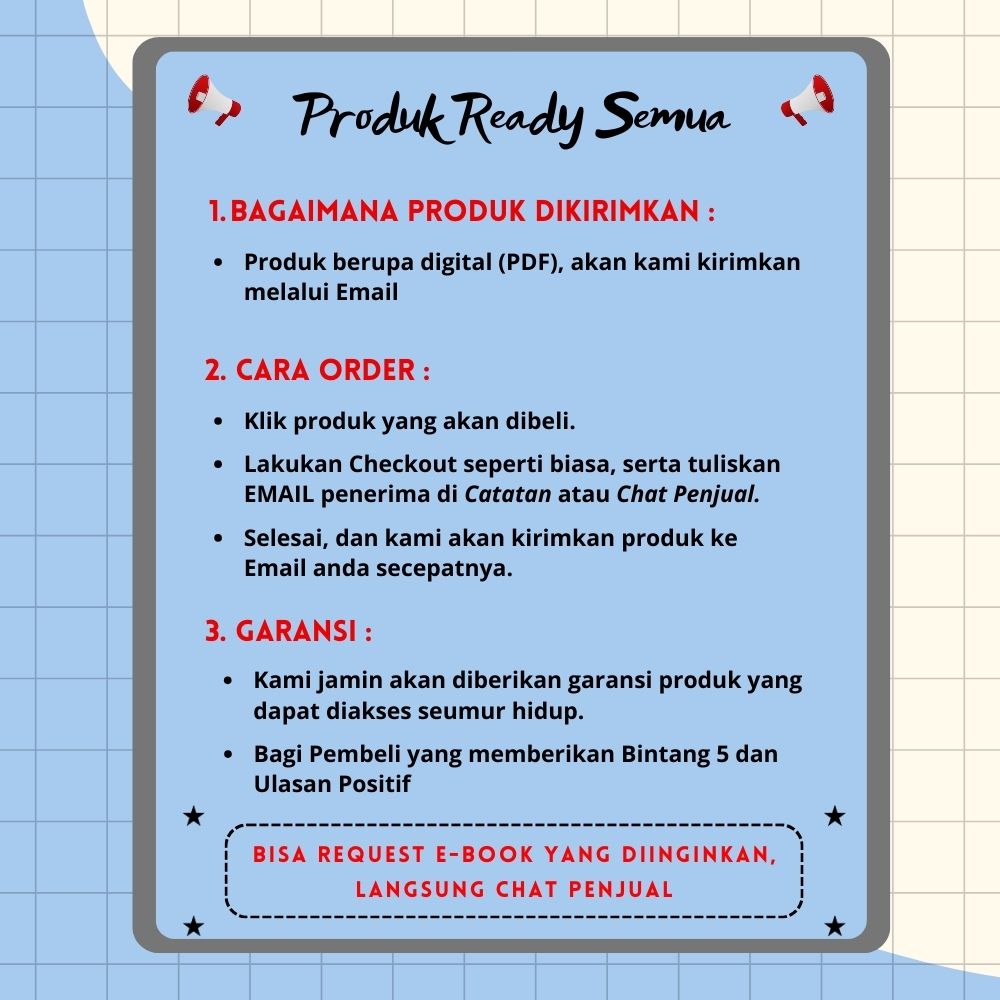 Produk Ready Semua
1. BAGAIMANA PRODUK DIKIRIMKAN :
• Produk berupa digital (PDF), akan kami kirimkan
melalui Email
2. CARA ORDER :
• Klik produk yang akan dibeli.
• Lakukan Checkout seperti biasa, serta tuliskan
EMAIL penerima di Catatan atau Chat Penjual.
• Selesai, dan kami akan kirimkan produk ke
Email anda secepatnya.
3. GARANSI :
• Kami jamin akan diberikan garansi produk yang
dapat diakses seumur hidup.
• Bagi Pembeli yang memberikan Bintang 5 dan
Ulasan Positif
BISA REQUEST E-BOOK YANG DIINGINKAN,
LANGSUNG CHAT PENJUAL